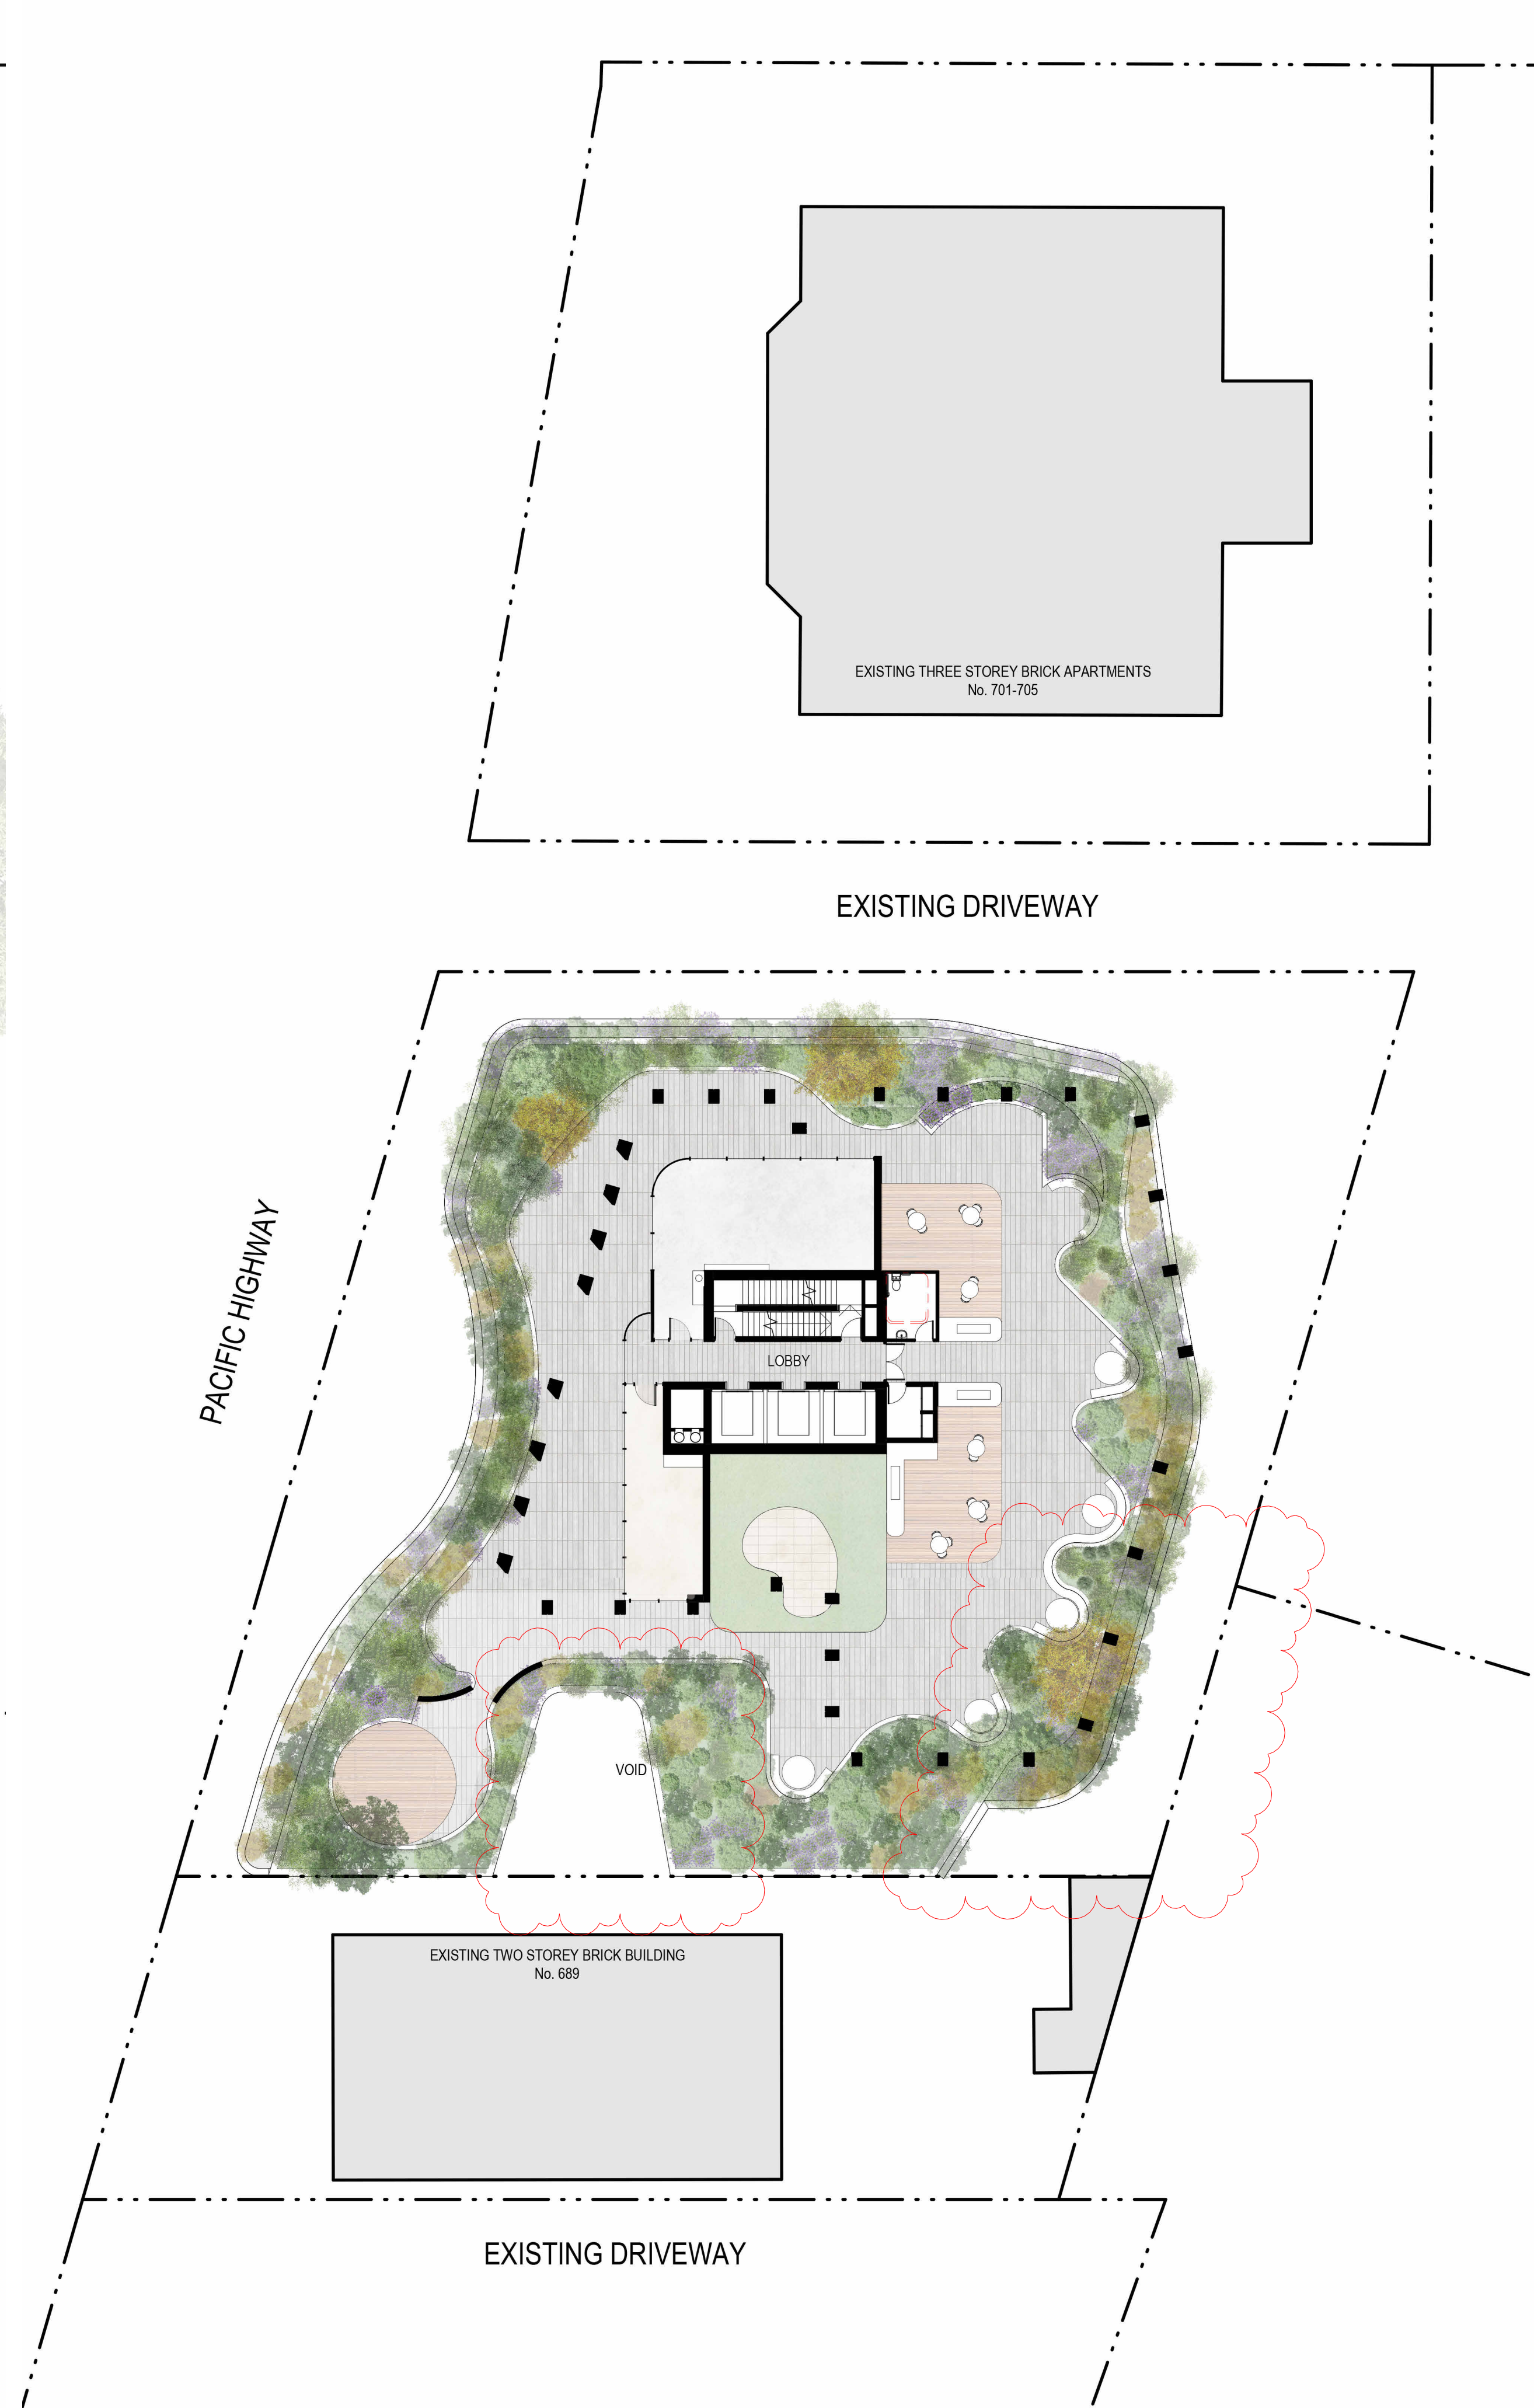 EXISTING THREE STOREY BRICK APARTMENTS
No. 701-705
EXISTING DRIVEWAY
PACIFIC HIGHWAY
LOBBY
VOID
EXISTING TWO STOREY BRICK BUILDING
No. 689
EXISTING DRIVEWAY